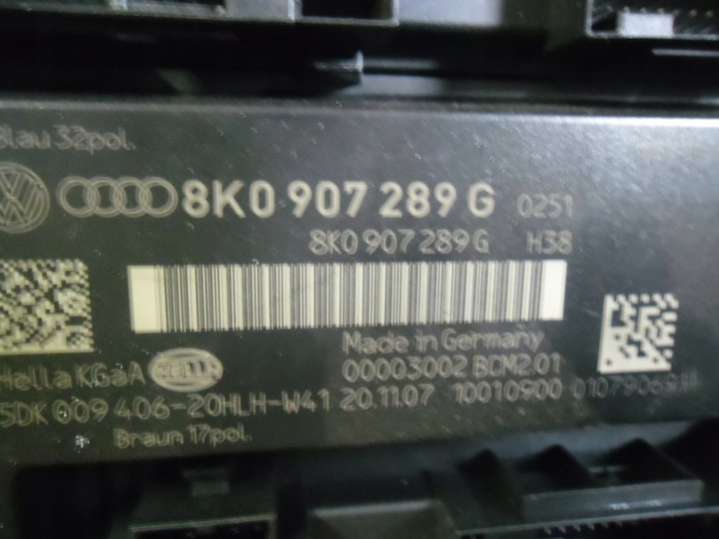 Blau 32pol.
8K0 907 289 G 0251
8K0 907 289 G H38
Made in Germany
Hella KGaA HELLA 00003002 BCM2.01
5DK 009 406-20HLH-W41 20.11.07 10010900
Braun 17pol.